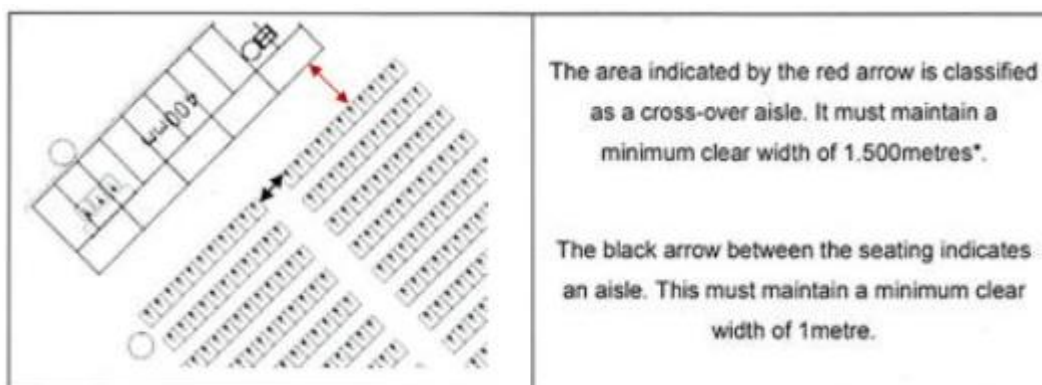 400mm
The area indicated by the red arrow is classified
as a cross-over aisle. It must maintain a
minimum clear width of 1.500metres*.
The black arrow between the seating indicates
an aisle. This must maintain a minimum clear
width of 1metre.